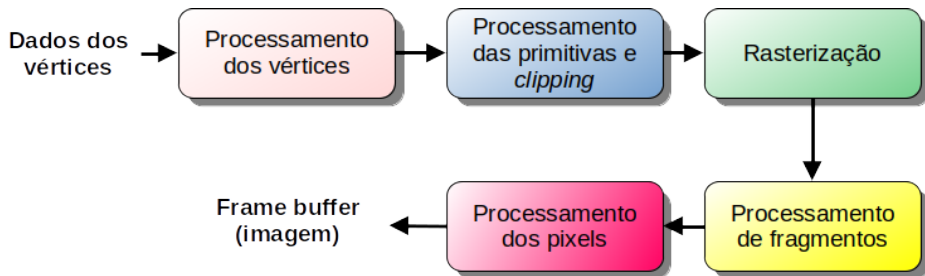 Dados dos
vértices
Processamento
dos vértices
Processamento
das primitivas e
clipping
Rasterização
Processamento
de fragmentos
Processamento
dos pixels
Frame buffer
(imagem)